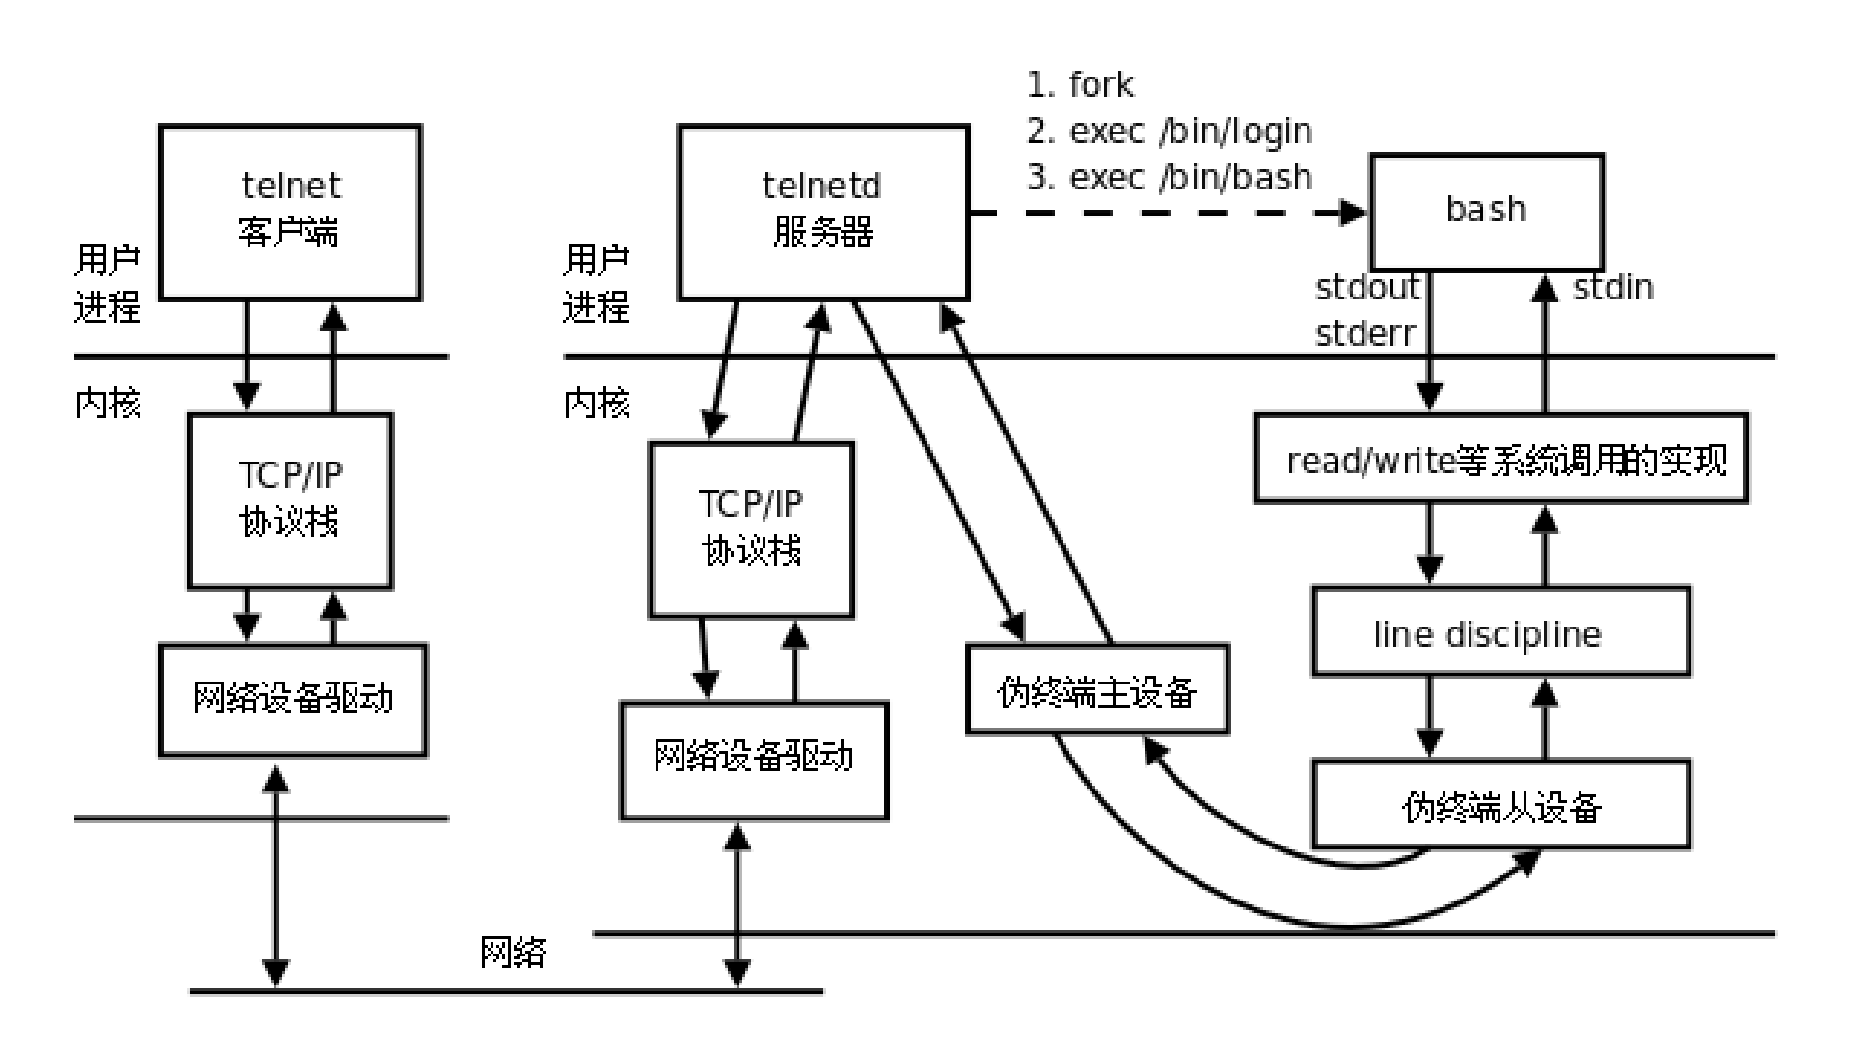 1. fork
2. exec /bin/login
3. exec /bin/bash
telnet
客户端
telnetd
服务器
bash
用户
进程
用户
进程
stdout
stderr
stdin
内核
内核
TCP/IP
协议栈
TCP/IP
协议栈
read/write等系统调用的实现
line discipline
网络设备驱动
网络设备驱动
伪终端主设备
伪终端从设备
网络